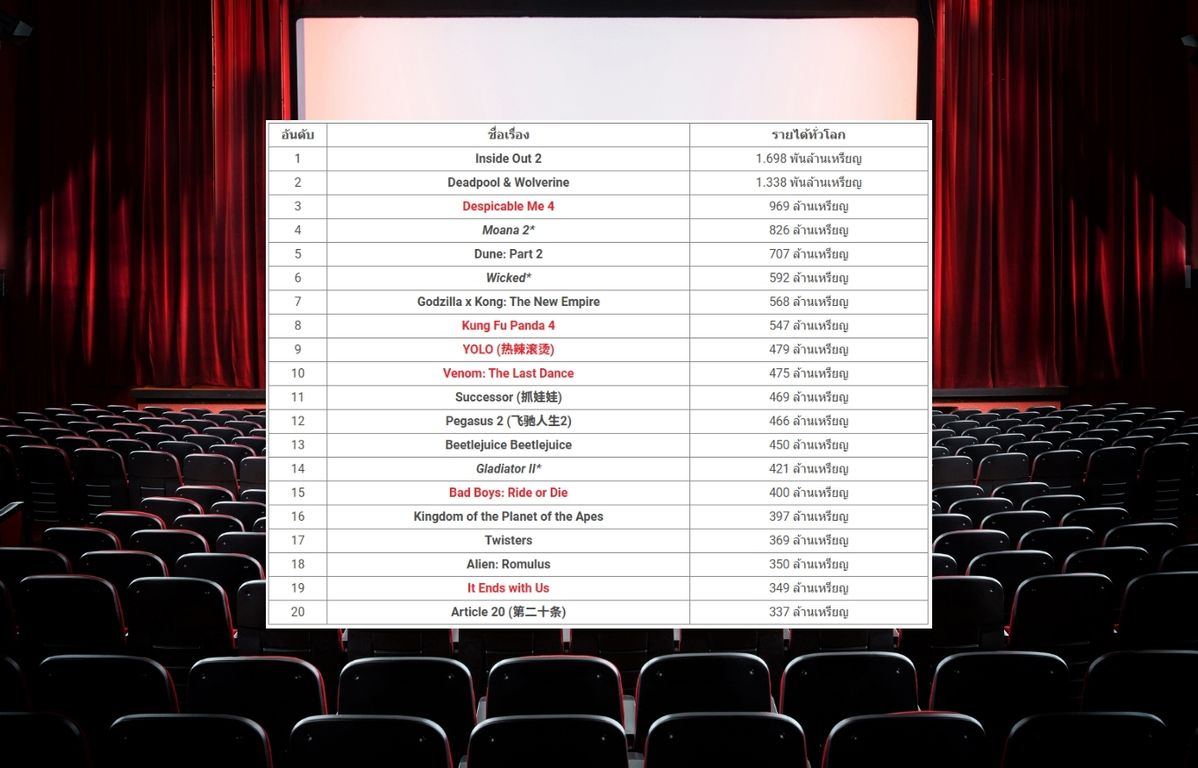 อันดับ ชื่อเรื่อง รายได้ทั่วโลก
1 Inside Out 2 1.698 พันล้านเหรียญ
2 Deadpool & Wolverine 1.338 พันล้านเหรียญ
3 Despicable Me 4 969 ล้านเหรียญ
4 Moana 2* 826 ล้านเหรียญ
5 Dune: Part 2 707 ล้านเหรียญ
6 Wicked* 592 ล้านเหรียญ
7 Godzilla x Kong: The New Empire 568 ล้านเหรียญ
8 Kung Fu Panda 4 547 ล้านเหรียญ
9 YOLO (热辣滚烫) 479 ล้านเหรียญ
10 Venom: The Last Dance 475 ล้านเหรียญ
11 Successor (抓娃娃) 469 ล้านเหรียญ
12 Pegasus 2 (飞驰人生2) 466 ล้านเหรียญ
13 Beetlejuice Beetlejuice 450 ล้านเหรียญ
14 Gladiator II* 421 ล้านเหรียญ
15 Bad Boys: Ride or Die 400 ล้านเหรียญ
16 Kingdom of the Planet of the Apes 397 ล้านเหรียญ
17 Twisters 369 ล้านเหรียญ
18 Alien: Romulus 350 ล้านเหรียญ
19 It Ends with Us 349 ล้านเหรียญ
20 Article 20 (第二十条) 337 ล้านเหรียญ